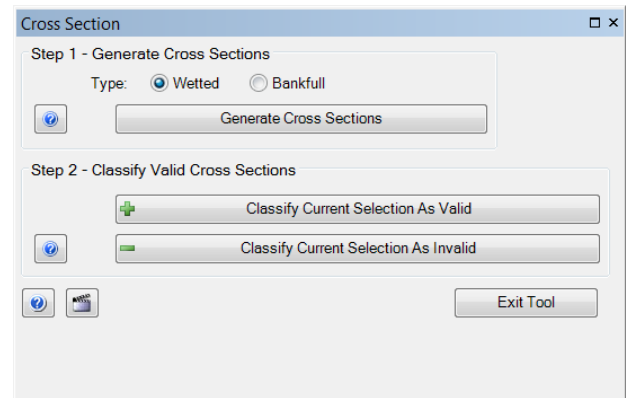 Cross Section
Step 1 - Generate Cross Sections
Type: Wetted Bankfull
Generate Cross Sections
Step 2 - Classify Valid Cross Sections
Classify Current Selection As Valid
Classify Current Selection As Invalid
Exit Tool